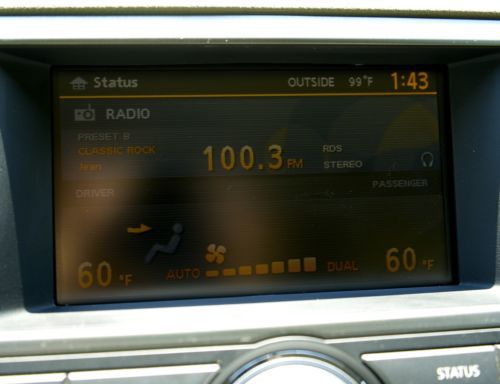 Status OUTSIDE 99°F 1:43
RADIO
PRESET B
CLASSIC ROCK
Jean
100.3 FM
RDS
STEREO
DRIVER PASSENGER
60 °F AUTO DUAL 60 °F
STATUS